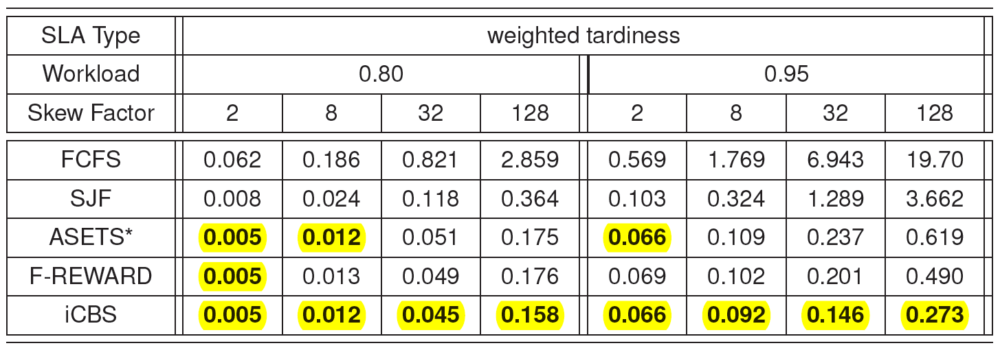 SLA Type weighted tardiness
Workload 0.80 0.95
Skew Factor 2 8 32 128 2 8 32 128
FCFS 0.062 0.186 0.821 2.859 0.569 1.769 6.943 19.70
SJF 0.008 0.024 0.118 0.364 0.103 0.324 1.289 3.662
ASETS* 0.005 0.012 0.051 0.175 0.066 0.109 0.237 0.619
F-REWARD 0.005 0.013 0.049 0.176 0.069 0.102 0.201 0.490
iCBS 0.005 0.012 0.045 0.158 0.066 0.092 0.146 0.273